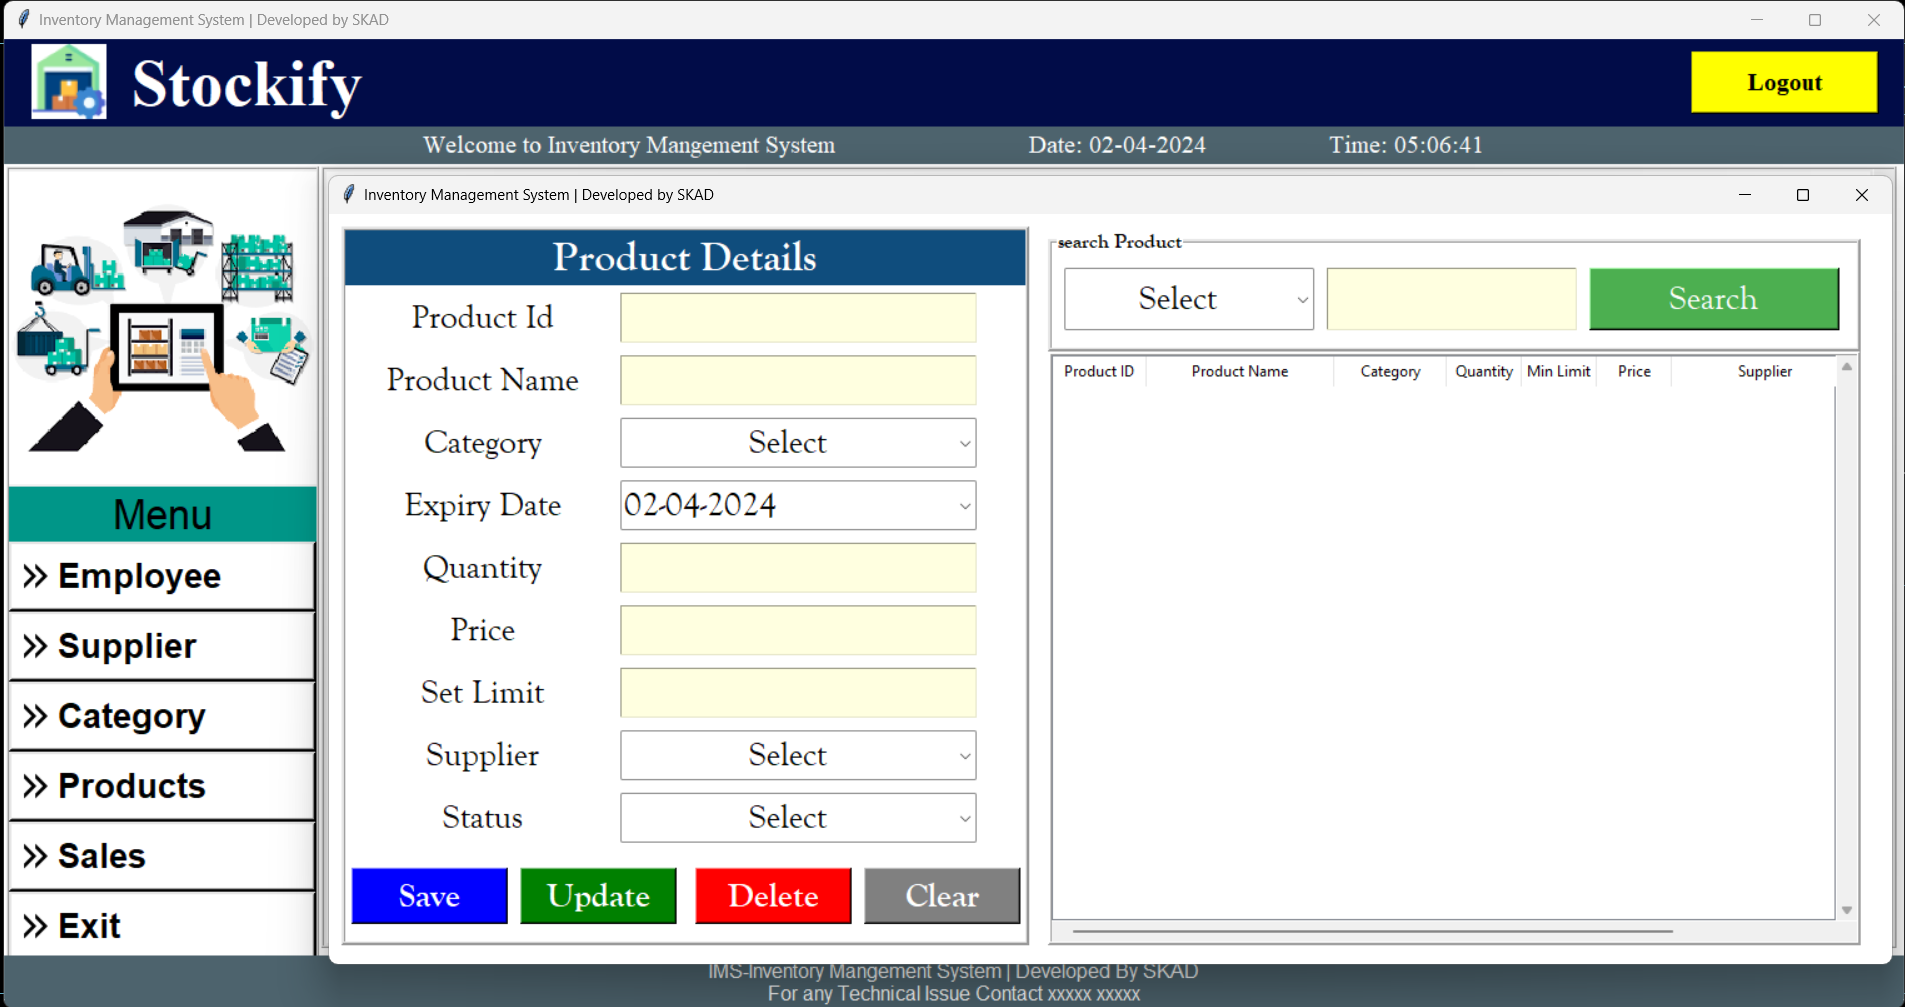 Inventory Management System | Developed by SKAD
Stockify
Logout
Welcome to Inventory Mangement System Date: 02-04-2024 Time: 05:06:41
Inventory Management System | Developed by SKAD
Menu
Employee
Supplier
Category
Products
Sales
Exit
Product Details
Product Id
Product Name
Category Select
Expiry Date 02-04-2024
Quantity
Price
Set Limit
Supplier Select
Status Select
Save Update Delete Clear
search Product
Select Search
Product ID Product Name Category Quantity Min Limit Price Supplier
IMS-Inventory Mangement System | Developed By SKAD
For any Technical Issue Contact xxxxx xxxxx